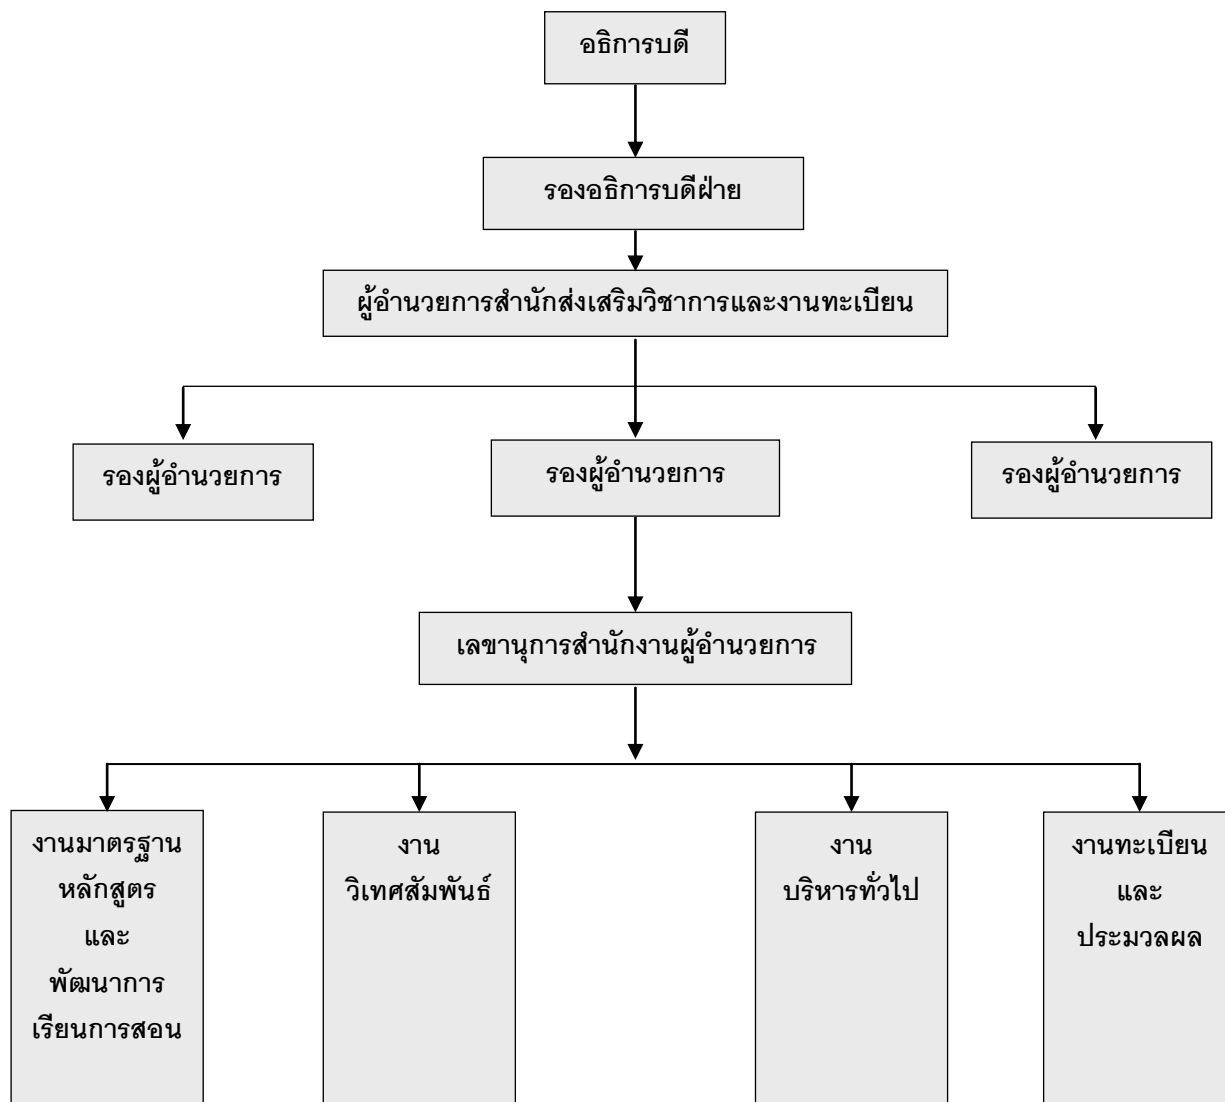 อธิการบดี
รองอธิการบดีฝ่าย
ผู้อำนวยการสำนักส่งเสริมวิชาการและงานทะเบียน
รองผู้อำนวยการ
รองผู้อำนวยการ
รองผู้อำนวยการ
เลขานุการสำนักงานผู้อำนวยการ
งานมาตรฐาน
หลักสูตร
และ
พัฒนาการ
เรียนการสอน
งาน
วิเทศสัมพันธ์
งาน
บริหารทั่วไป
งานทะเบียน
และ
ประมวลผล